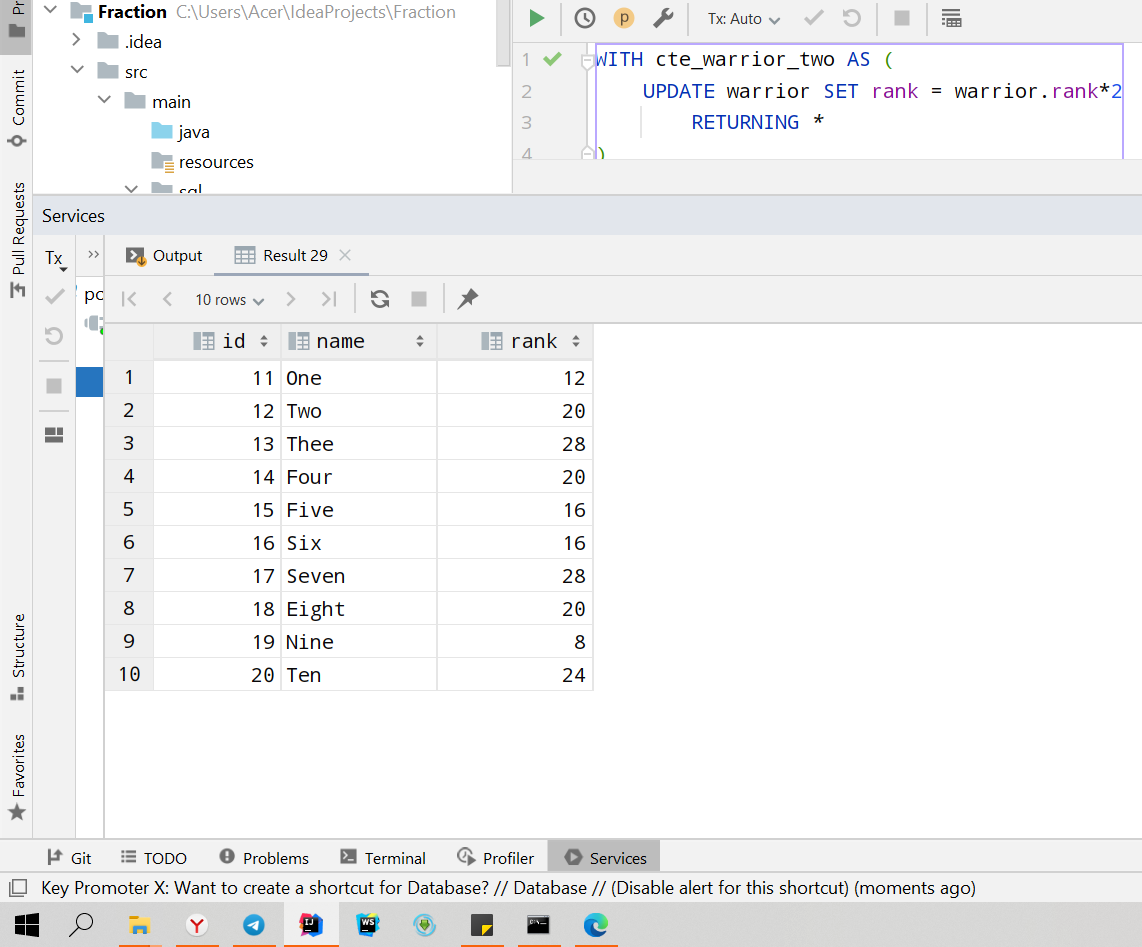 Fraction C:\Users\Acer\IdeaProjects\Fraction
.idea
src
main
java
resources
sql
Pr
Commit
Pull Requests
Structure
Favorites
Tx: Auto
1 WITH cte_warrior_two AS (
2 UPDATE warrior SET rank = warrior.rank*2
3 RETURNING *
4 )
Services
Tx
Output
Result 29
10 rows
id name rank
1 11 One 12
2 12 Two 20
3 13 Thee 28
4 14 Four 20
5 15 Five 16
6 16 Six 16
7 17 Seven 28
8 18 Eight 20
9 19 Nine 8
10 20 Ten 24
Git TODO Problems Terminal Profiler Services
Key Promoter X: Want to create a shortcut for Database? // Database // (Disable alert for this shortcut) (moments ago)